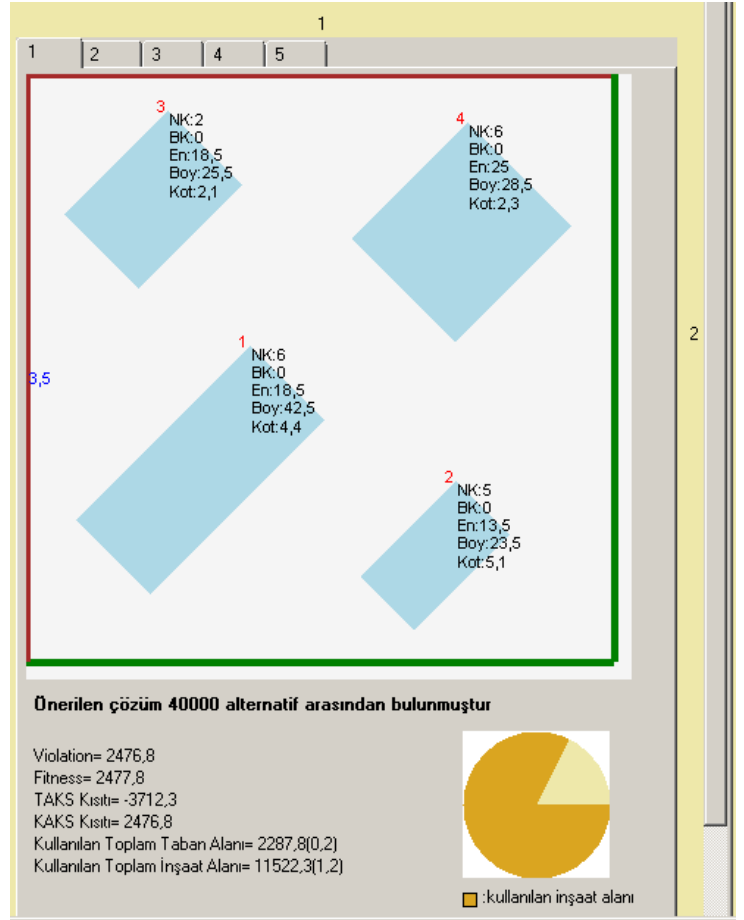 1
1 2 3 4 5
3
NK:2
BK:0
En:18,5
Boy:25,5
Kot:2,1
4
NK:6
BK:0
En:25
Boy:28,5
Kot:2,3
2
3,5
1
NK:6
BK:0
En:18,5
Boy:42,5
Kot:4,4
2
NK:5
BK:0
En:13,5
Boy:23,5
Kot:5,1
Önerilen çözüm 40000 alternatif arasından bulunmuştur
Violation= 2476,8
Fitness= 2477,8
TAKS Kısıtı= -3712,3
KAKS Kısıtı= 2476,8
Kullanılan Toplam Taban Alanı= 2287,8(0,2)
Kullanılan Toplam İnşaat Alanı= 11522,3(1,2)
:kullanılan inşaat alanı